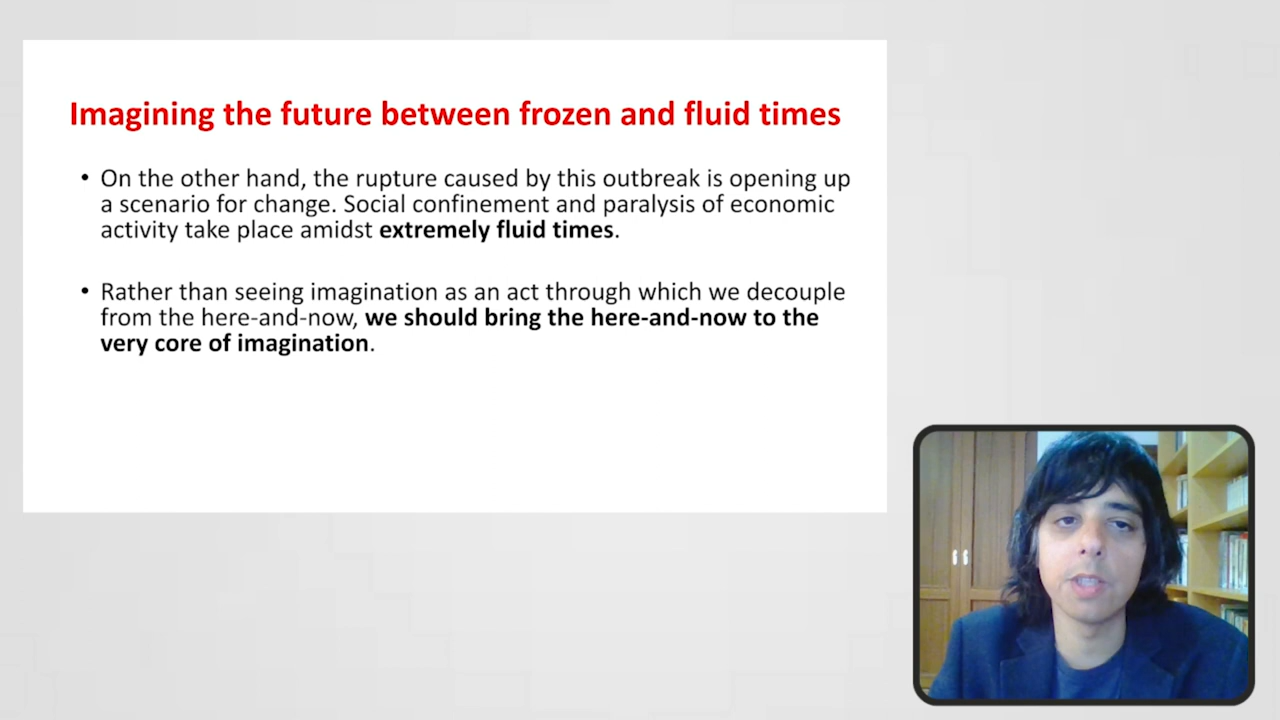 Imagining the future between frozen and fluid times
• On the other hand, the rupture caused by this outbreak is opening up
a scenario for change. Social confinement and paralysis of economic
activity take place amidst extremely fluid times.
• Rather than seeing imagination as an act through which we decouple
from the here-and-now, we should bring the here-and-now to the
very core of imagination.